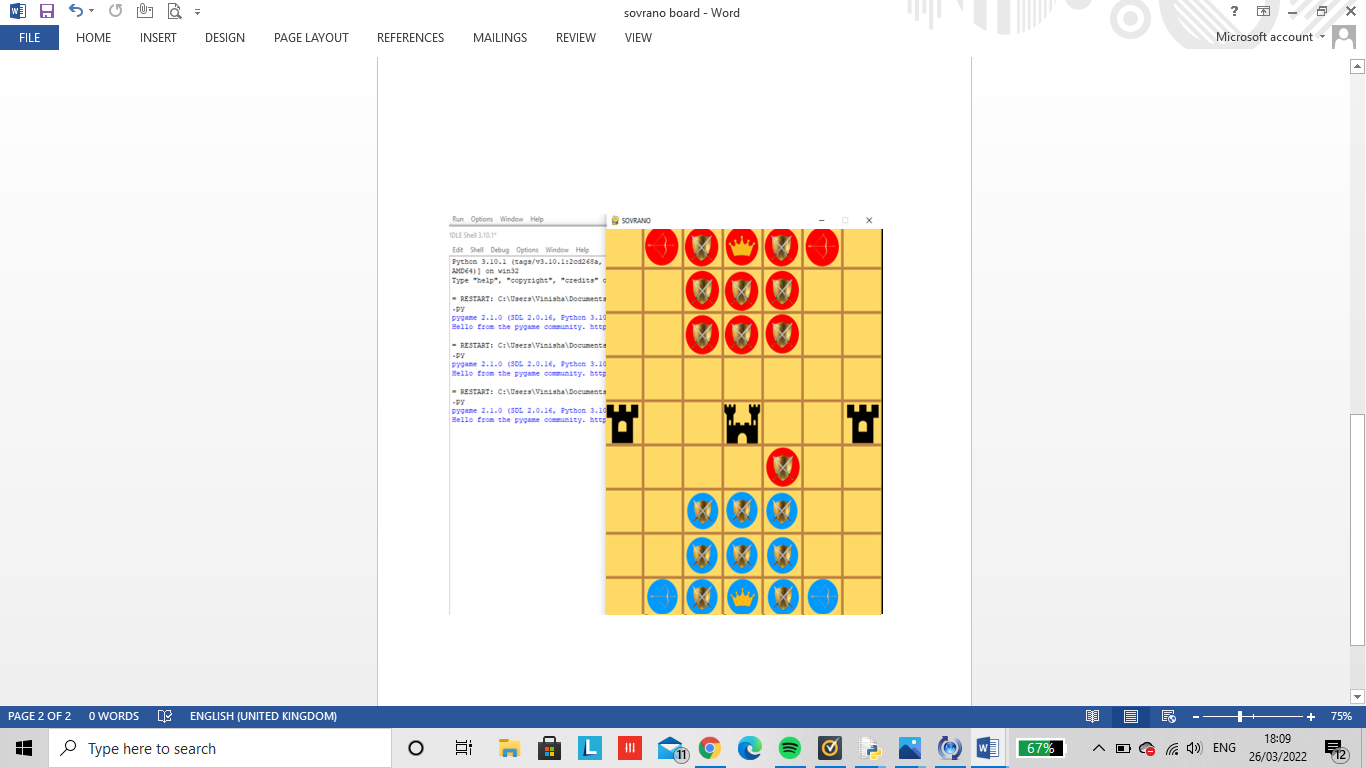 sovrano board - Word
FILE HOME INSERT DESIGN PAGE LAYOUT REFERENCES MAILINGS REVIEW VIEW Microsoft account
Run Options Window Help
SOVRANO
IDLE Shell 3.10.1*
Edit Shell Debug Options Window Help
Python 3.10.1 (tags/v3.10.1:2cd268a,
AMD64)] on win32
Type "help", "copyright", "credits" o
= RESTART: C:\Users\Vinisha\Documents
.py
pygame 2.1.0 (SDL 2.0.16, Python 3.10
Hello from the pygame community. http
= RESTART: C:\Users\Vinisha\Documents
.py
pygame 2.1.0 (SDL 2.0.16, Python 3.10
Hello from the pygame community. http
= RESTART: C:\Users\Vinisha\Documents
.py
pygame 2.1.0 (SDL 2.0.16, Python 3.10
Hello from the pygame community. http
PAGE 2 OF 2 0 WORDS ENGLISH (UNITED KINGDOM) 75%
Type here to search
L
11
67%
ENG
18:09
26/03/2022
12